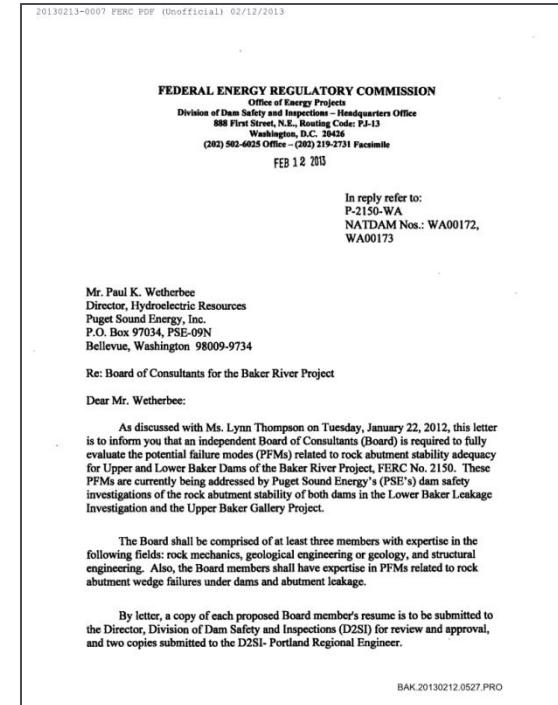 20130213-0007 FERC PDF (Unofficial) 02/12/2013
FEDERAL ENERGY REGULATORY COMMISSION
Office of Energy Projects
Division of Dam Safety and Inspections – Headquarters Office
888 First Street, N.E., Routing Code: PJ-13
Washington, D.C. 20426
(202) 502-6025 Office – (202) 219-2731 Facsimile
FEB 12 2013
In reply refer to:
P-2150-WA
NATDAM Nos.: WA00172,
WA00173
Mr. Paul K. Wetherbee
Director, Hydroelectric Resources
Puget Sound Energy, Inc.
P.O. Box 97034, PSE-09N
Bellevue, Washington 98009-9734
Re: Board of Consultants for the Baker River Project
Dear Mr. Wetherbee:
As discussed with Ms. Lynn Thompson on Tuesday, January 22, 2012, this letter
is to inform you that an independent Board of Consultants (Board) is required to fully
evaluate the potential failure modes (PFMs) related to rock abutment stability adequacy
for Upper and Lower Baker Dams of the Baker River Project, FERC No. 2150. These
PFMs are currently being addressed by Puget Sound Energy's (PSE's) dam safety
investigations of the rock abutment stability of both dams in the Lower Baker Leakage
Investigation and the Upper Baker Gallery Project.
The Board shall be comprised of at least three members with expertise in the
following fields: rock mechanics, geological engineering or geology, and structural
engineering. Also, the Board members shall have expertise in PFMs related to rock
abutment wedge failures under dams and abutment leakage.
By letter, a copy of each proposed Board member's resume is to be submitted to
the Director, Division of Dam Safety and Inspections (D2SI) for review and approval,
and two copies submitted to the D2SI- Portland Regional Engineer.
BAK.20130212.0527.PRO